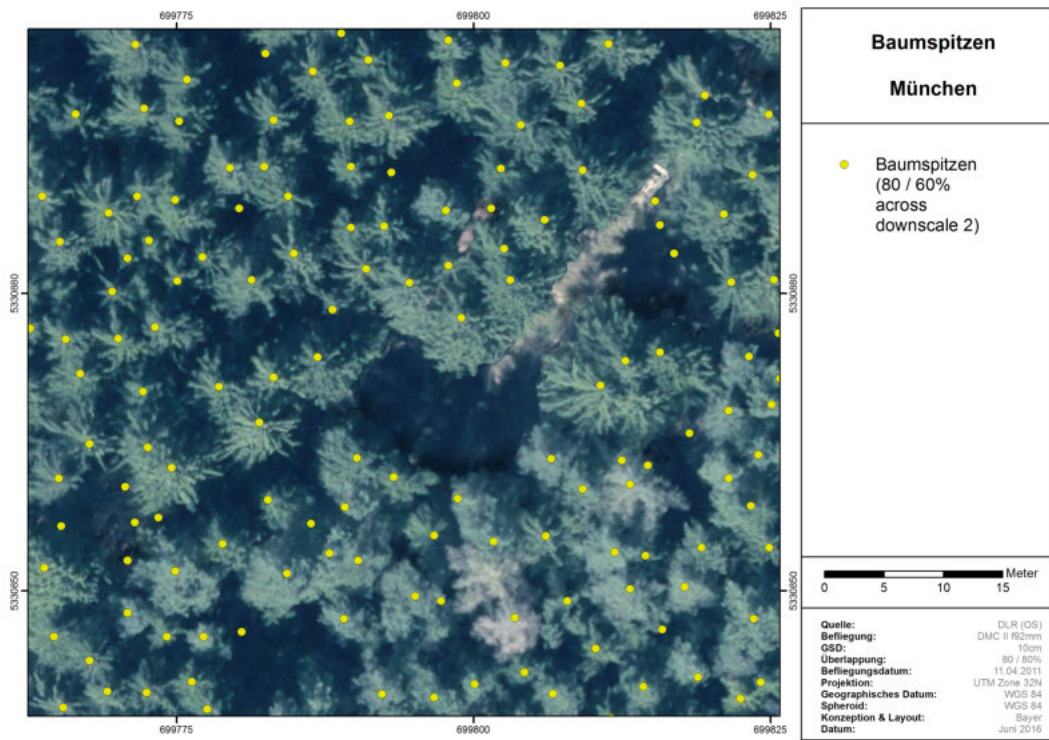 699775
699800
699825
Baumspitzen
München
Baumspitzen
(80 / 60%
across
downscale 2)
5330880
5330880
5330850
5330850
0 5 10 15 Meter
Quelle: DLR (OS)
Befliegung: DMC II f92mm
GSD: 10cm
Überlappung: 80 / 80%
Befliegungsdatum: 11.04.2011
Projektion: UTM Zone 32N
Geographisches Datum: WGS 84
Spheroid: WGS 84
Konzeption & Layout: Bayer
Datum: Juni 2016
699775
699800
699825